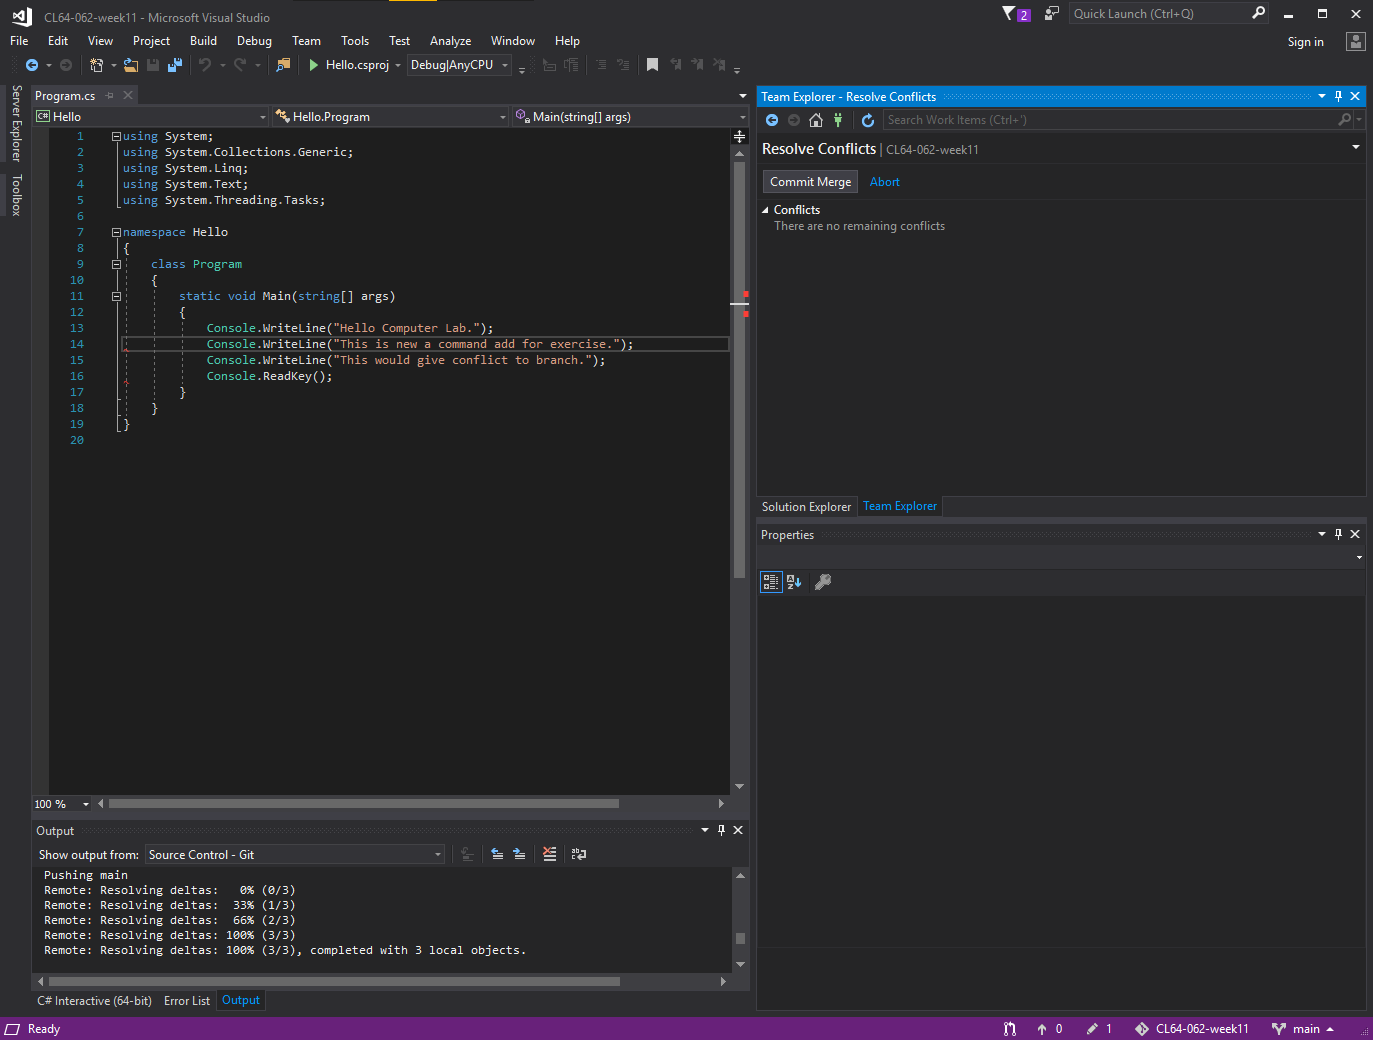 CL64-062-week11 - Microsoft Visual Studio
2
Quick Launch (Ctrl+Q)
File Edit View Project Build Debug Team Tools Test Analyze Window Help
Sign in
Hello.csproj
Debug|AnyCPU
Server Explorer
Toolbox
Program.cs
C# Hello
Hello.Program
Main(string[] args)
1 using System;
2 using System.Collections.Generic;
3 using System.Linq;
4 using System.Text;
5 using System.Threading.Tasks;
6
7 namespace Hello
8 {
9 class Program
10 {
11 static void Main(string[] args)
12 {
13 Console.WriteLine("Hello Computer Lab.");
14 Console.WriteLine("This is new a command add for exercise.");
15 Console.WriteLine("This would give conflict to branch.");
16 Console.ReadKey();
17 }
18 }
19 }
20
100 %
Output
Show output from: Source Control - Git
Pushing main
Remote: Resolving deltas: 0% (0/3)
Remote: Resolving deltas: 33% (1/3)
Remote: Resolving deltas: 66% (2/3)
Remote: Resolving deltas: 100% (3/3)
Remote: Resolving deltas: 100% (3/3), completed with 3 local objects.
C# Interactive (64-bit) Error List Output
Team Explorer - Resolve Conflicts
Search Work Items (Ctrl+')
Resolve Conflicts | CL64-062-week11
Commit Merge Abort
Conflicts
There are no remaining conflicts
Solution Explorer Team Explorer
Properties
Ready
0
1
CL64-062-week11
main